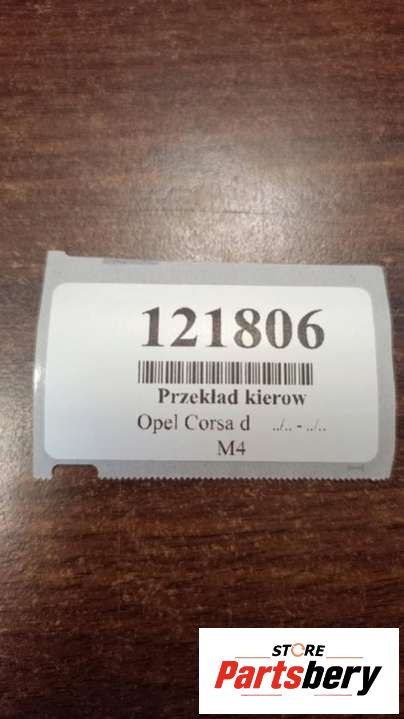 121806
Przekład kierow
Opel Corsa d ../.. - ../..
M4
STORE
Partsbery